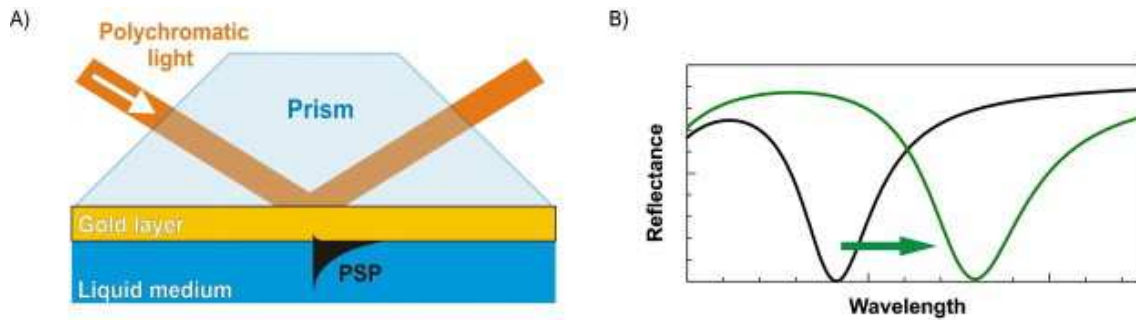 A)
Polychromatic
light
Prism
Gold layer
PSP
Liquid medium
B)
Reflectance
Wavelength